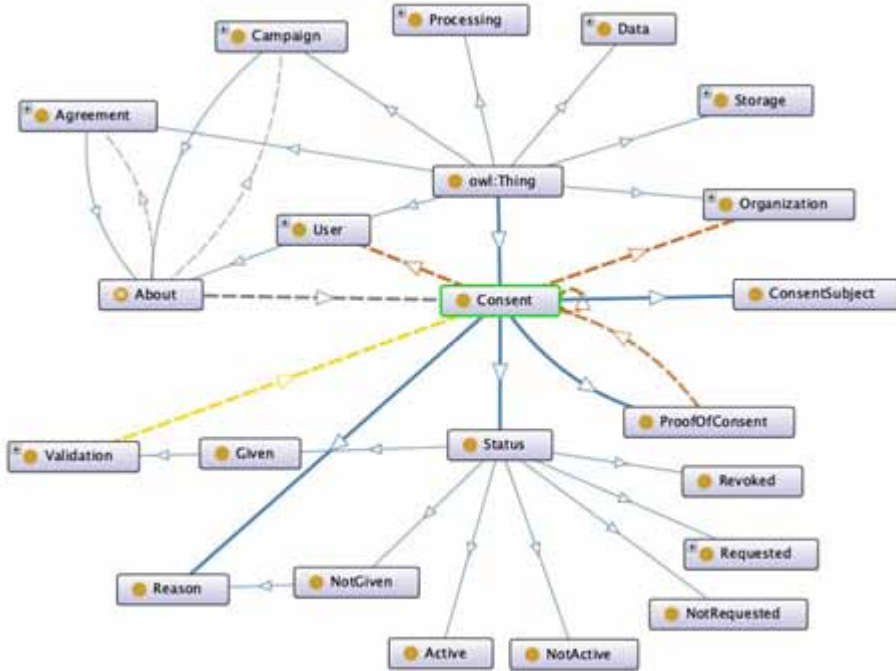 Processing
Data
Campaign
Storage
Agreement
owl:Thing
Organization
User
About
Consent
ConsentSubject
ProofOfConsent
Status
Validation
Given
Revoked
Requested
Reason
NotGiven
NotRequested
Active
NotActive